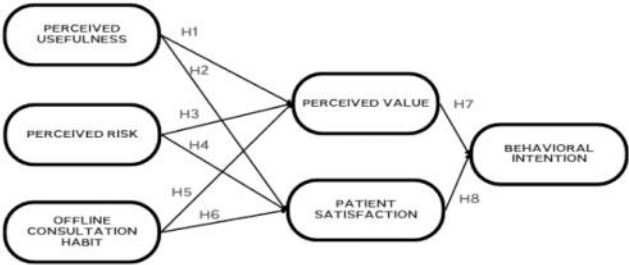 PERCEIVED
USEFULNESS
H1
H2
PERCEIVED RISK
H3
H4
OFFLINE
CONSULTATION
HABIT
H5
H6
PERCEIVED VALUE
H7
PATIENT
SATISFACTION
H8
BEHAVIORAL
INTENTION